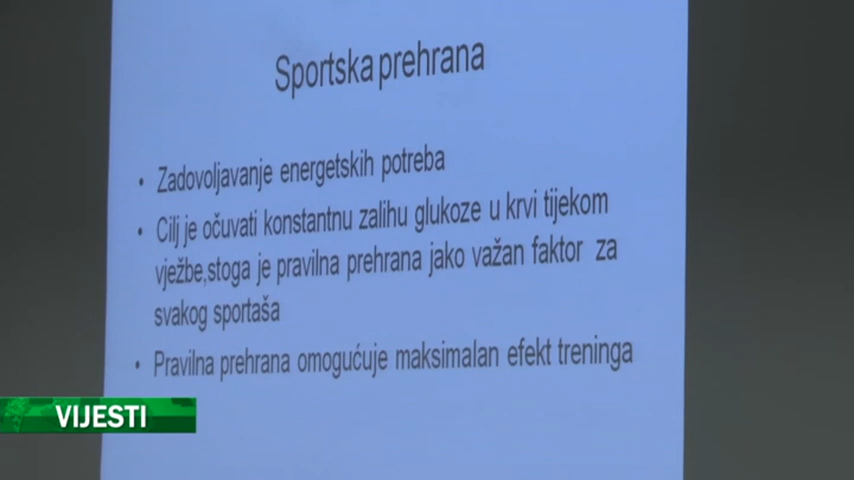 Sportska prehrana
• Zadovoljavanje energetskih potreba
• Cilj je očuvati konstantnu zalihu glukoze u krvi tijekom
vježbe,stoga je pravilna prehrana jako važan faktor za
svakog sportaša
• Pravilna prehrana omogućuje maksimalan efekt treninga
VIJESTI